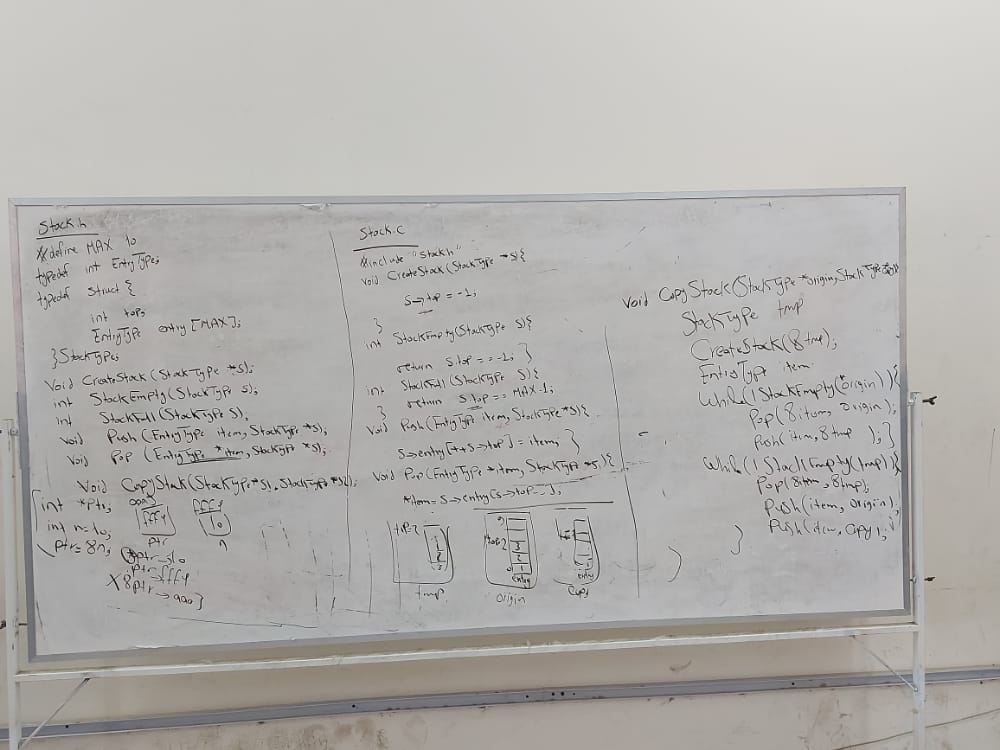 Stack.h
#define MAX 10
typedef int EntryType;
typedef struct {
int top;
EntryType entry [MAX];
} StackType;
Void CreateStack (StackType *s);
int StackEmpty (StackType s);
int StackFull (StackType s);
void Push (EntryType item, StackType *s);
void Pop (EntryType *item, StackType *s);
Void CopyStack (StackType *s1, StackType *s2);
int *ptr;
int n=10;
ptr = &n;
aaaj
fff4
ptr
fff4
10
n
*ptr → 10
ptr → fff4
X &ptr → aaaj
Stack.c
#include "Stack.h"
Void CreateStack (StackType *s){
s→top = -1;
}
int StackEmpty (StackType s){
return s.top == -1; }
int StackFull (StackType s){
return s.top == MAX-1;
}
void Push (EntryType item, StackType *s){
s→entry[++s→top] = item; }
void Pop (EntryType *item, StackType *s){
*item = s→entry[s→top--];
top=2
1
2
3
tmp
9
top=2
3
2
1
0
entry
Origin
entry
Copy
Void CopyStack (StackType *origin, StackType *copy)
StackType tmp
CreateStack (&tmp);
EntryType item
While (!StackEmpty (*origin)){
Pop (&item, origin);
Push (item, &tmp); }
While (!StackEmpty (tmp)){
Pop (&item, &tmp);
Push (item, origin);
Push (item, copy); }
}